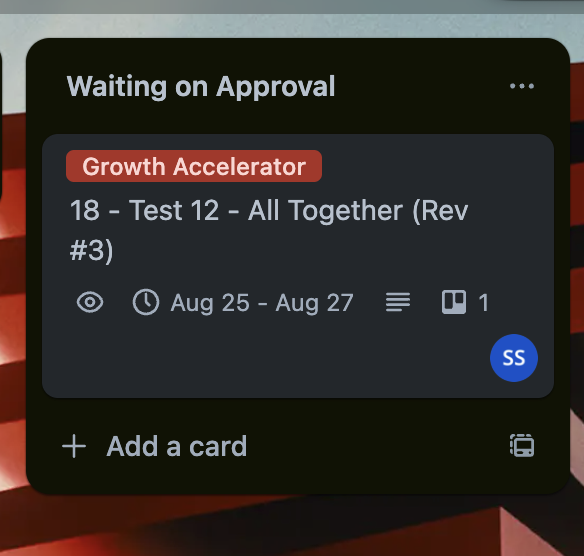 Waiting on Approval
Growth Accelerator
18 - Test 12 - All Together (Rev
#3)
Aug 25 - Aug 27
1
SS
Add a card